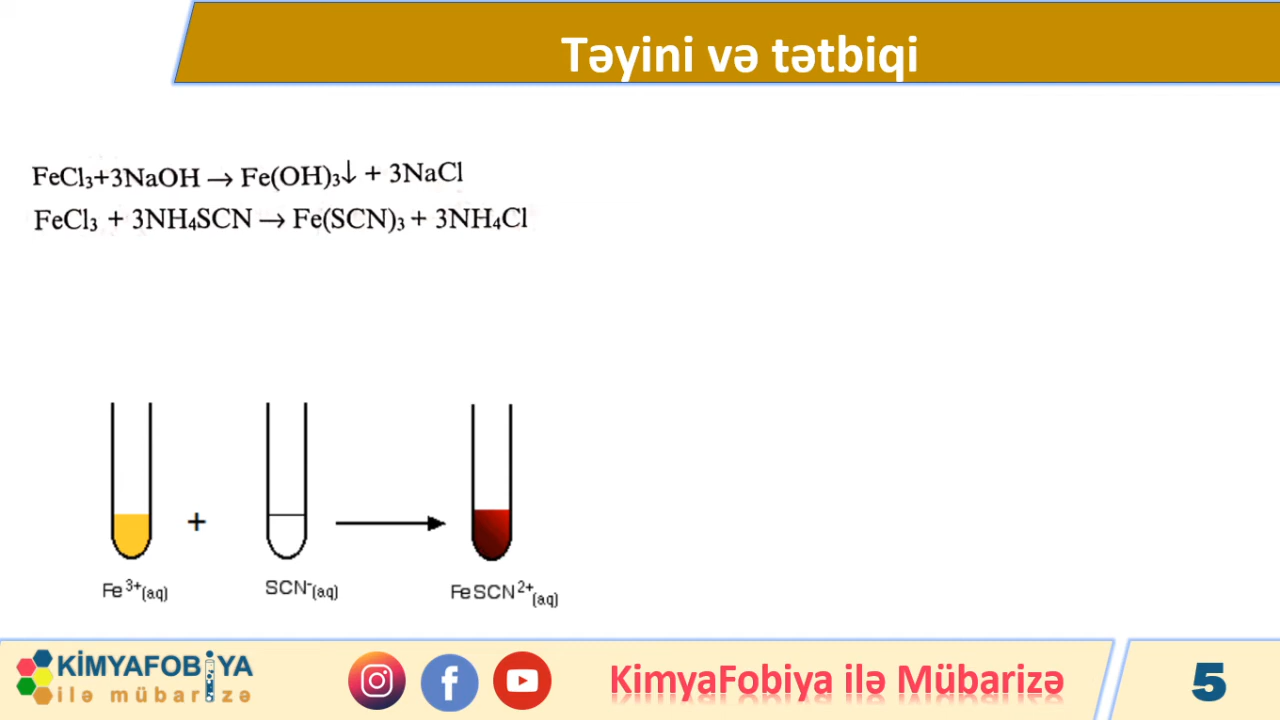 Təyini və tətbiqi
FeCl₃+3NaOH → Fe(OH)₃↓ + 3NaCl
FeCl₃ + 3NH₄SCN → Fe(SCN)₃ + 3NH₄Cl
+
Fe³⁺(aq) SCN⁻(aq) FeSCN²⁺(aq)
KİMYAFOBİYA
ilə mübarizə
KimyaFobiya ilə Mübarizə
5